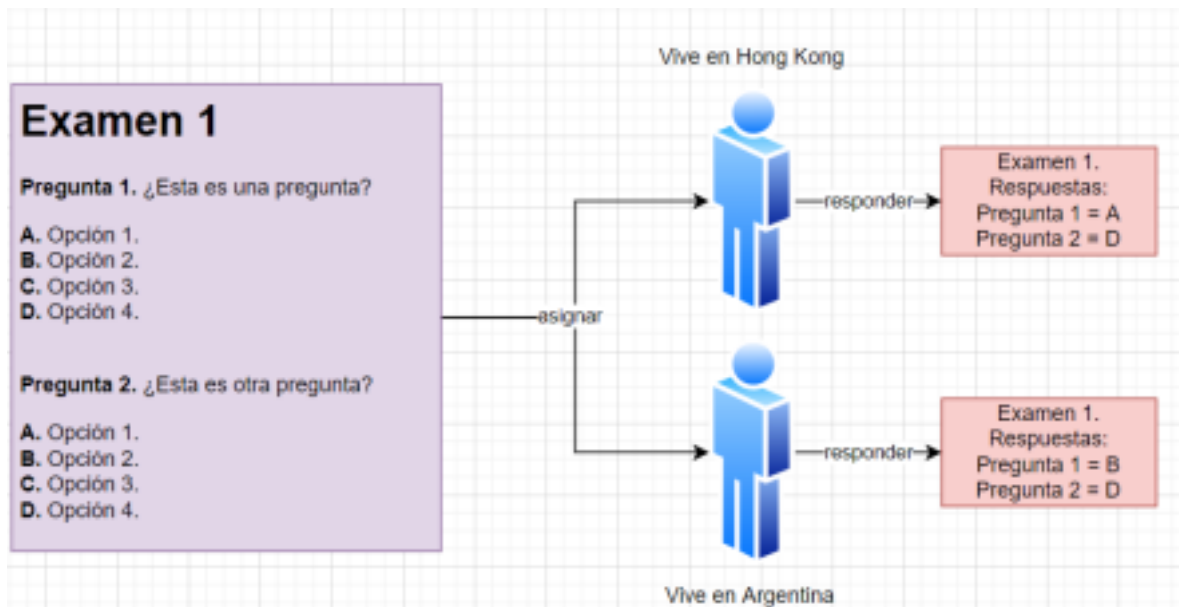 Vive en Hong Kong
Examen 1
Pregunta 1. ¿Esta es una pregunta?
A. Opción 1.
B. Opción 2.
C. Opción 3.
D. Opción 4.
Pregunta 2. ¿Esta es otra pregunta?
A. Opción 1.
B. Opción 2.
C. Opción 3.
D. Opción 4.
asignar
responder
Examen 1.
Respuestas:
Pregunta 1 = A
Pregunta 2 = D
responder
Examen 1.
Respuestas:
Pregunta 1 = B
Pregunta 2 = D
Vive en Argentina